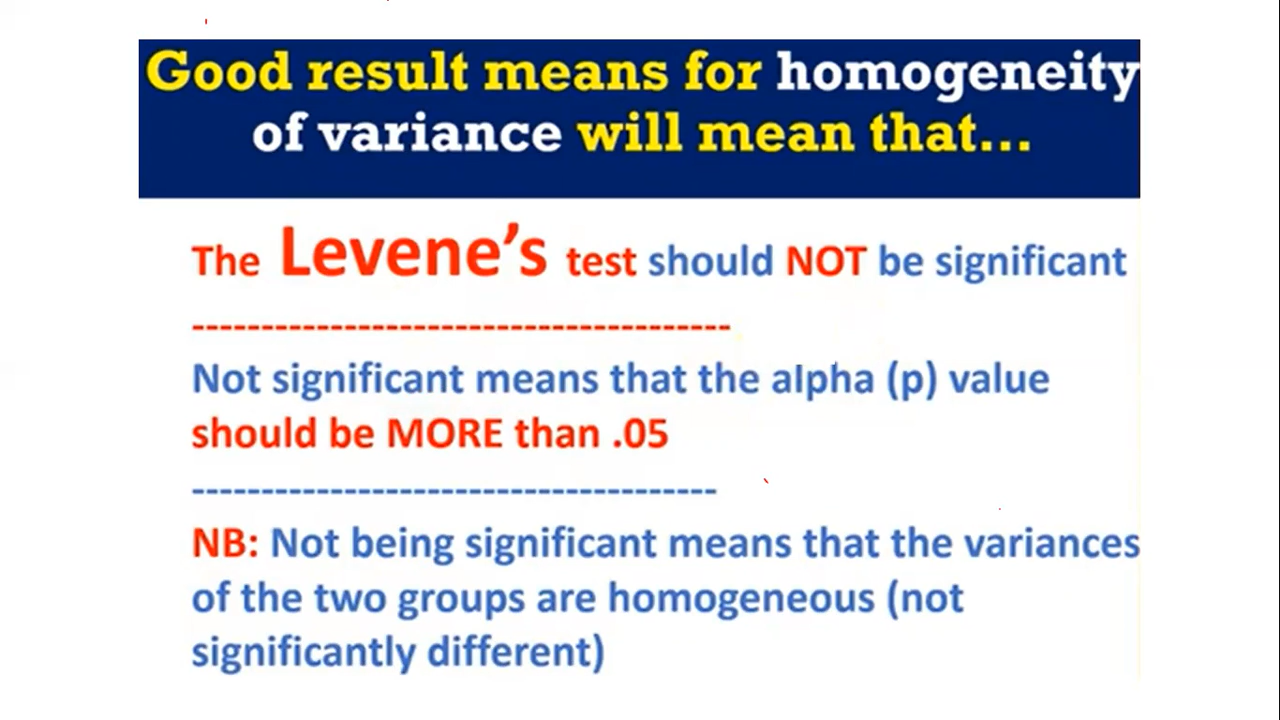 Good result means for homogeneity
of variance will mean that...
The Levene's test should NOT be significant
---------------------------------------
Not significant means that the alpha (p) value
should be MORE than .05
--------------------------------------
NB: Not being significant means that the variances
of the two groups are homogeneous (not
significantly different)